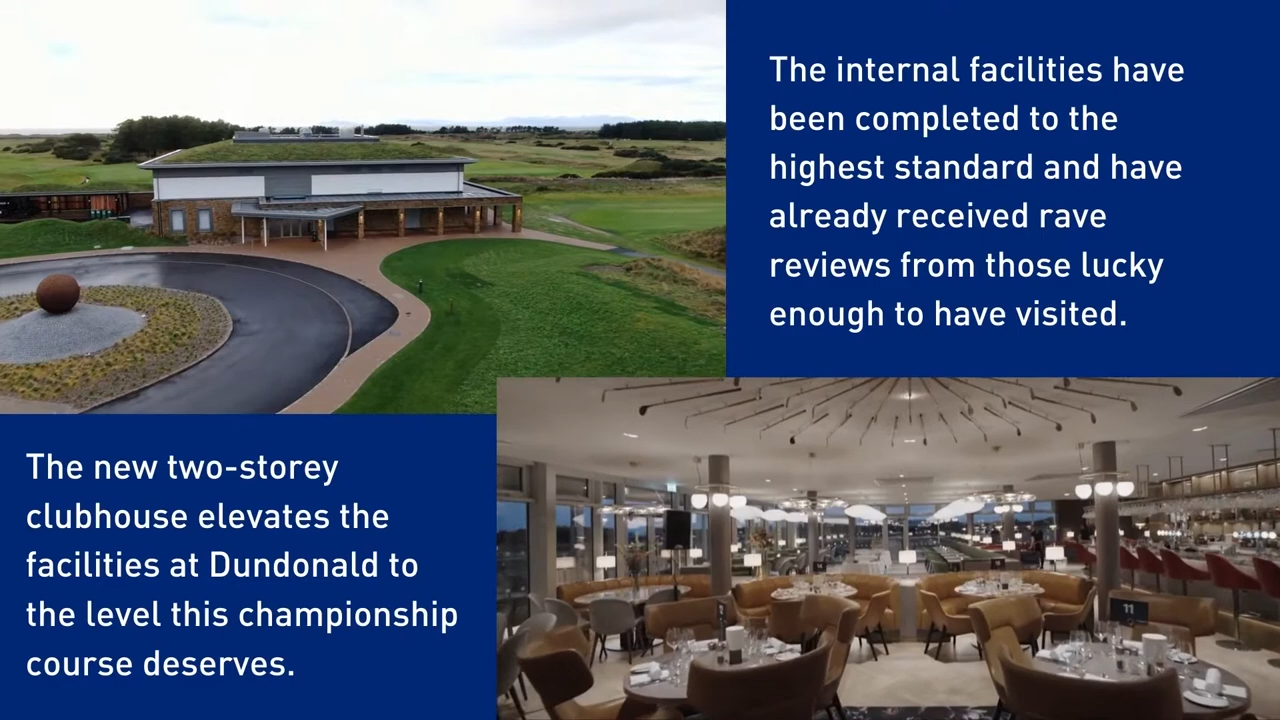 The internal facilities have
been completed to the
highest standard and have
already received rave
reviews from those lucky
enough to have visited.
The new two-storey
clubhouse elevates the
facilities at Dundonald to
the level this championship
course deserves.
11